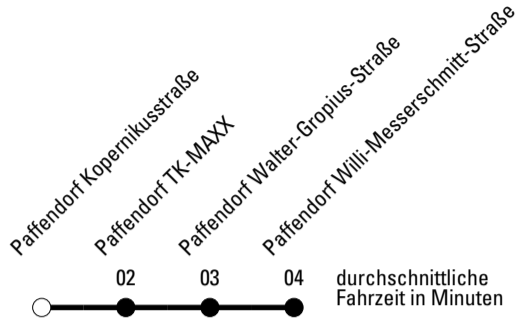 Paffendorf Kopernikusstraße
Paffendorf TK-MAXX
Paffendorf Walter-Gropius-Straße
Paffendorf Willi-Messerschmitt-Straße
02 03 04
durchschnittliche
Fahrzeit in Minuten